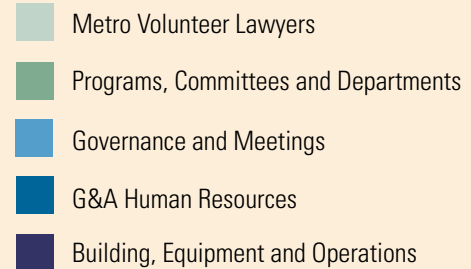 Metro Volunteer Lawyers
Programs, Committees and Departments
Governance and Meetings
G&A Human Resources
Building, Equipment and Operations